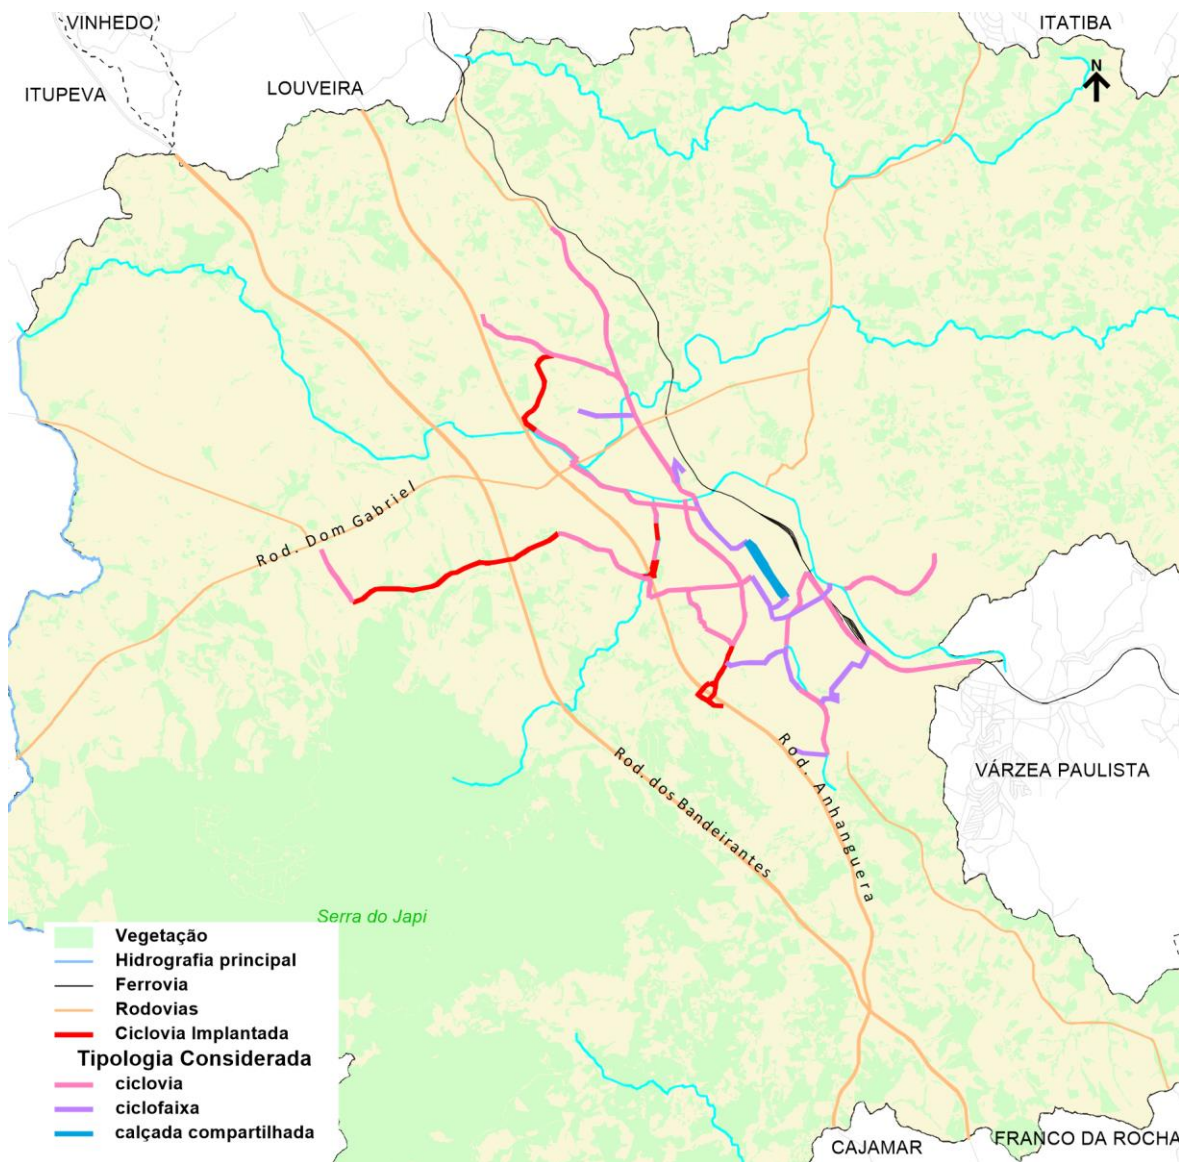 VINHEDO
ITATIBA
N
LOUVEIRA
ITUPEVA
Rod. Dom Gabriel
Rod. dos Bandeirantes
Rod. Anhanguera
VÁRZEA PAULISTA
Serra do Japi
Vegetação
Hidrografia principal
Ferrovia
Rodovias
Ciclovia Implantada
Tipologia Considerada
ciclovia
ciclofaixa
calçada compartilhada
CAJAMAR
FRANCO DA ROCHA